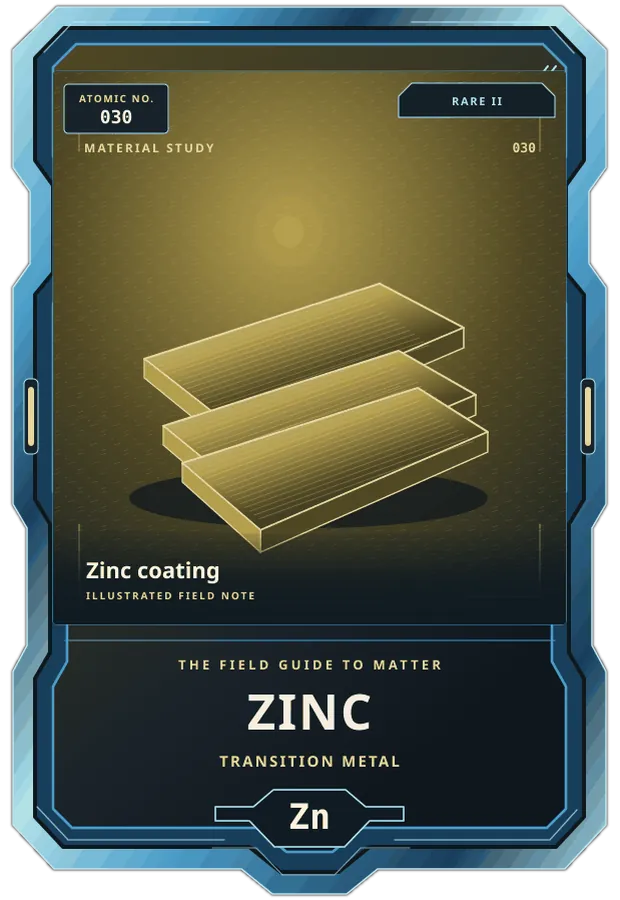 ATOMIC NO.
030
RARE II
MATERIAL STUDY
030
Zinc coating
ILLUSTRATED FIELD NOTE
THE FIELD GUIDE TO MATTER
ZINC
TRANSITION METAL
Zn